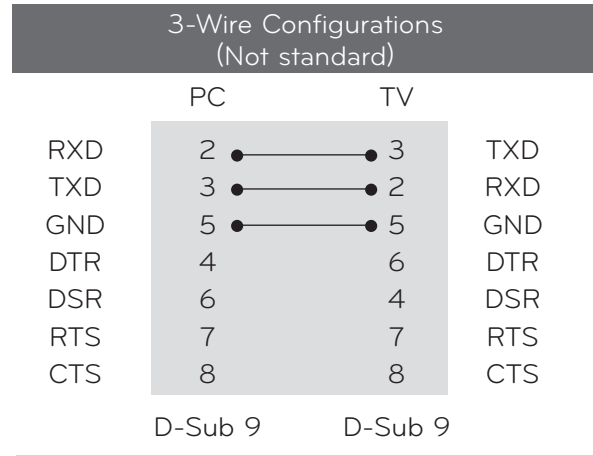 3-Wire Configurations
(Not standard)
PC TV
RXD 2 3 TXD
TXD 3 2 RXD
GND 5 5 GND
DTR 4 6 DTR
DSR 6 4 DSR
RTS 7 7 RTS
CTS 8 8 CTS
D-Sub 9 D-Sub 9